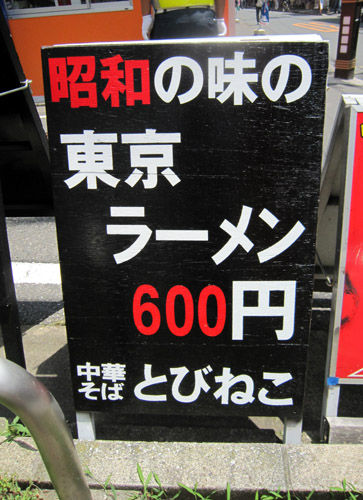 昭和の味の
東京
ラーメン
600円
中華そば とびねこ